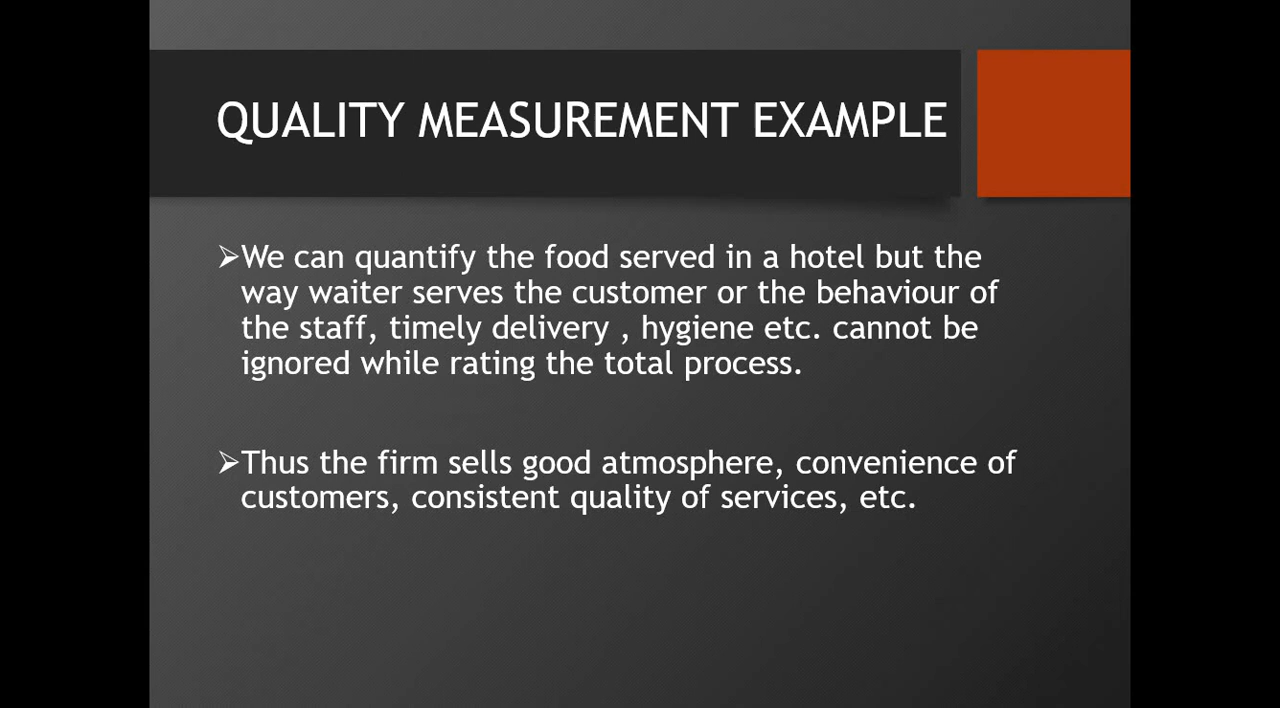 QUALITY MEASUREMENT EXAMPLE
➢We can quantify the food served in a hotel but the
way waiter serves the customer or the behaviour of
the staff, timely delivery , hygiene etc. cannot be
ignored while rating the total process.
➢Thus the firm sells good atmosphere, convenience of
customers, consistent quality of services, etc.